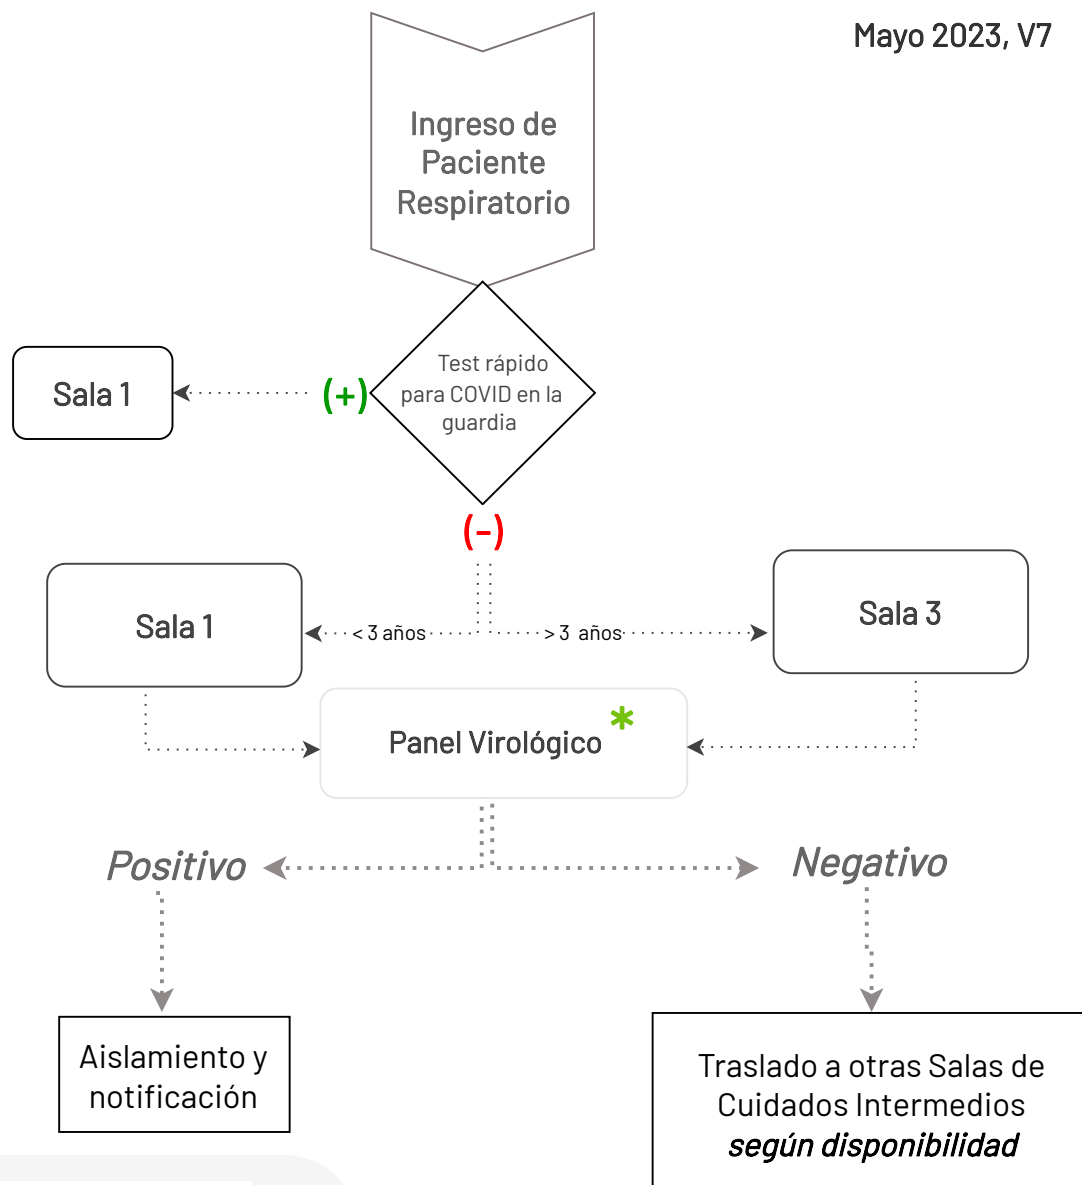 Mayo 2023, V7
Ingreso de
Paciente
Respiratorio
Test rápido
para COVID en la
guardia
(+)
Sala 1
(-)
< 3 años
> 3 años
Sala 1
Sala 3
Panel Virológico *
Positivo
Negativo
Aislamiento y
notificación
Traslado a otras Salas de
Cuidados Intermedios
según disponibilidad